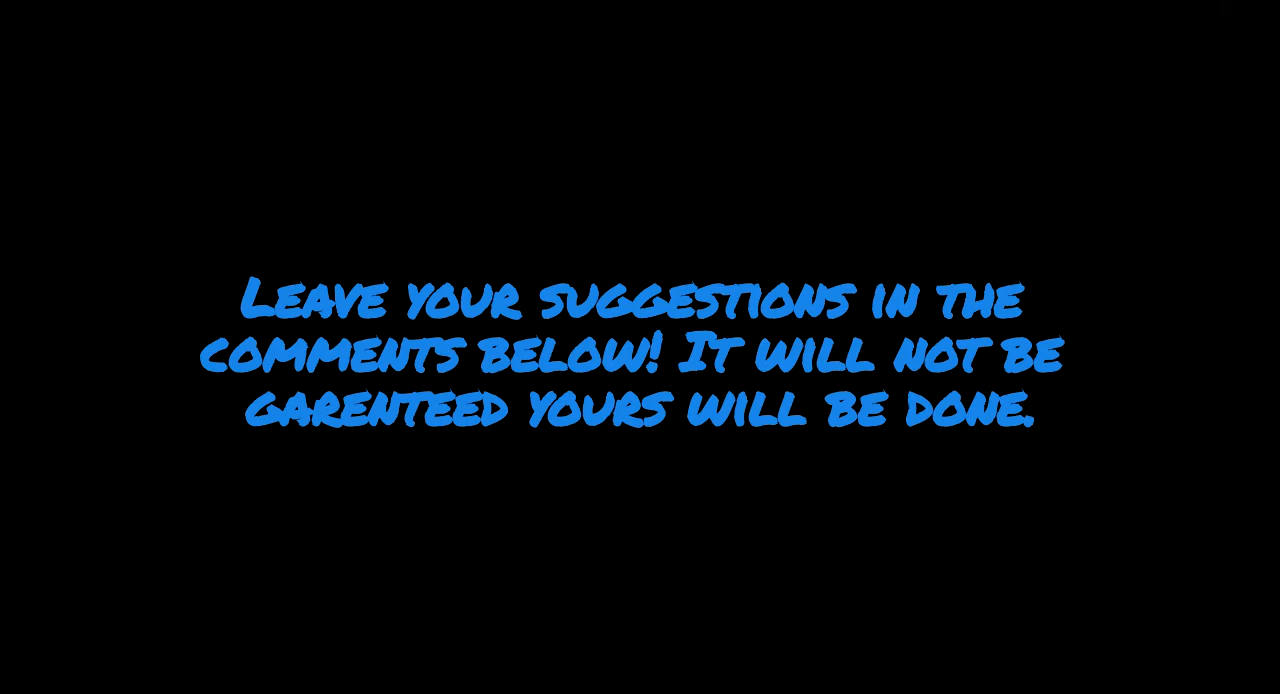 Leave your suggestions in the
comments below! It will not be
garenteed yours will be done.